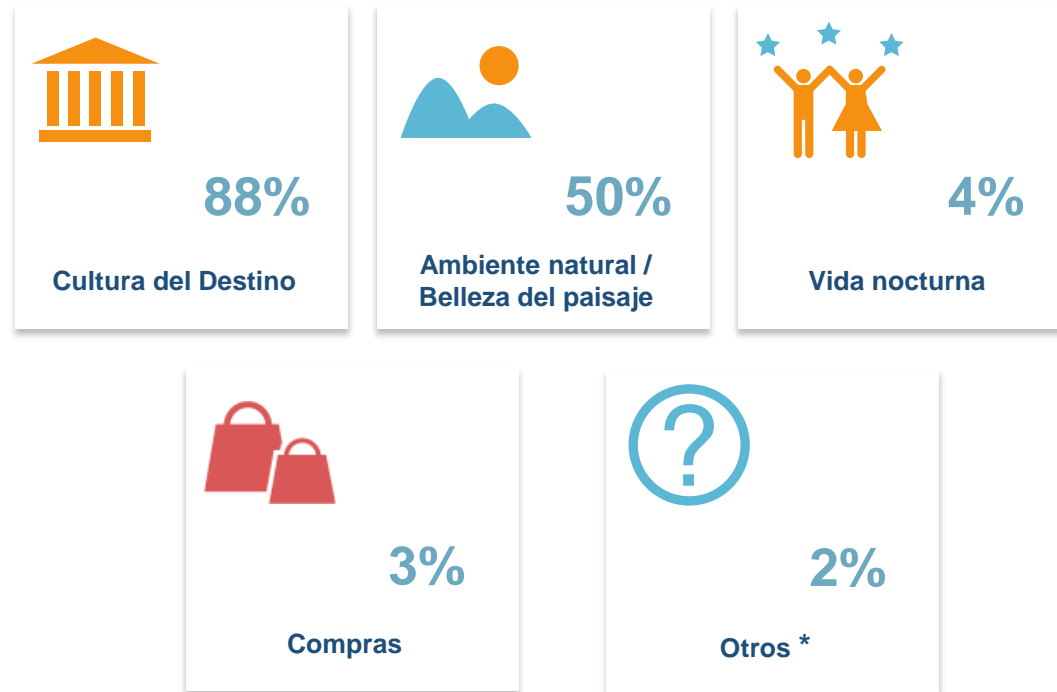 88%
Cultura del Destino
50%
Ambiente natural /
Belleza del paisaje
4%
Vida nocturna
3%
Compras
?
2%
Otros *